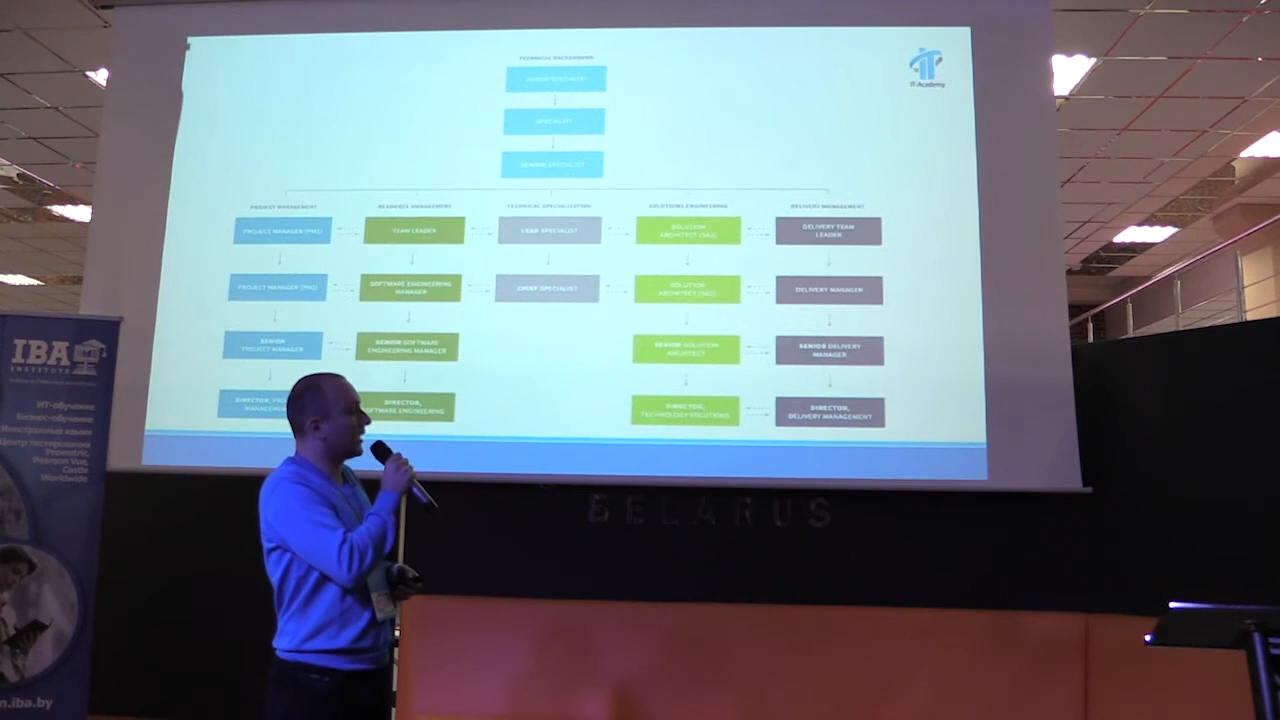 TECHNICAL BACKGROUND
JUNIOR SPECIALIST
SPECIALIST
SENIOR SPECIALIST
IT-Academy
PROJECT MANAGEMENT
RESOURCE MANAGEMENT
TECHNICAL SPECIALIZATION
SOLUTIONS ENGINEERING
DELIVERY MANAGEMENT
PROJECT MANAGER (PM1)
TEAM LEADER
LEAD SPECIALIST
SOLUTION
ARCHITECT (SA1)
DELIVERY TEAM
LEADER
PROJECT MANAGER (PM2)
SOFTWARE ENGINEERING
MANAGER
CHIEF SPECIALIST
SOLUTION
ARCHITECT (SA2)
DELIVERY MANAGER
SENIOR
PROJECT MANAGER
SENIOR SOFTWARE
ENGINEERING MANAGER
SENIOR SOLUTION
ARCHITECT
SENIOR DELIVERY
MANAGER
DIRECTOR,
MANAGEM
DIRECTOR,
SOFTWARE ENGINEERING
DIRECTOR,
TECHNOLOGY SOLUTIONS
DIRECTOR,
DELIVERY MANAGEMENT
BELARUS
IBA
INSTITUTE
ИТ-обучение
Бизнес-обучение
Иностранные языки
Центр тестирования
Prometric,
Pearson Vue,
Castle
Worldwide
n.iba.by